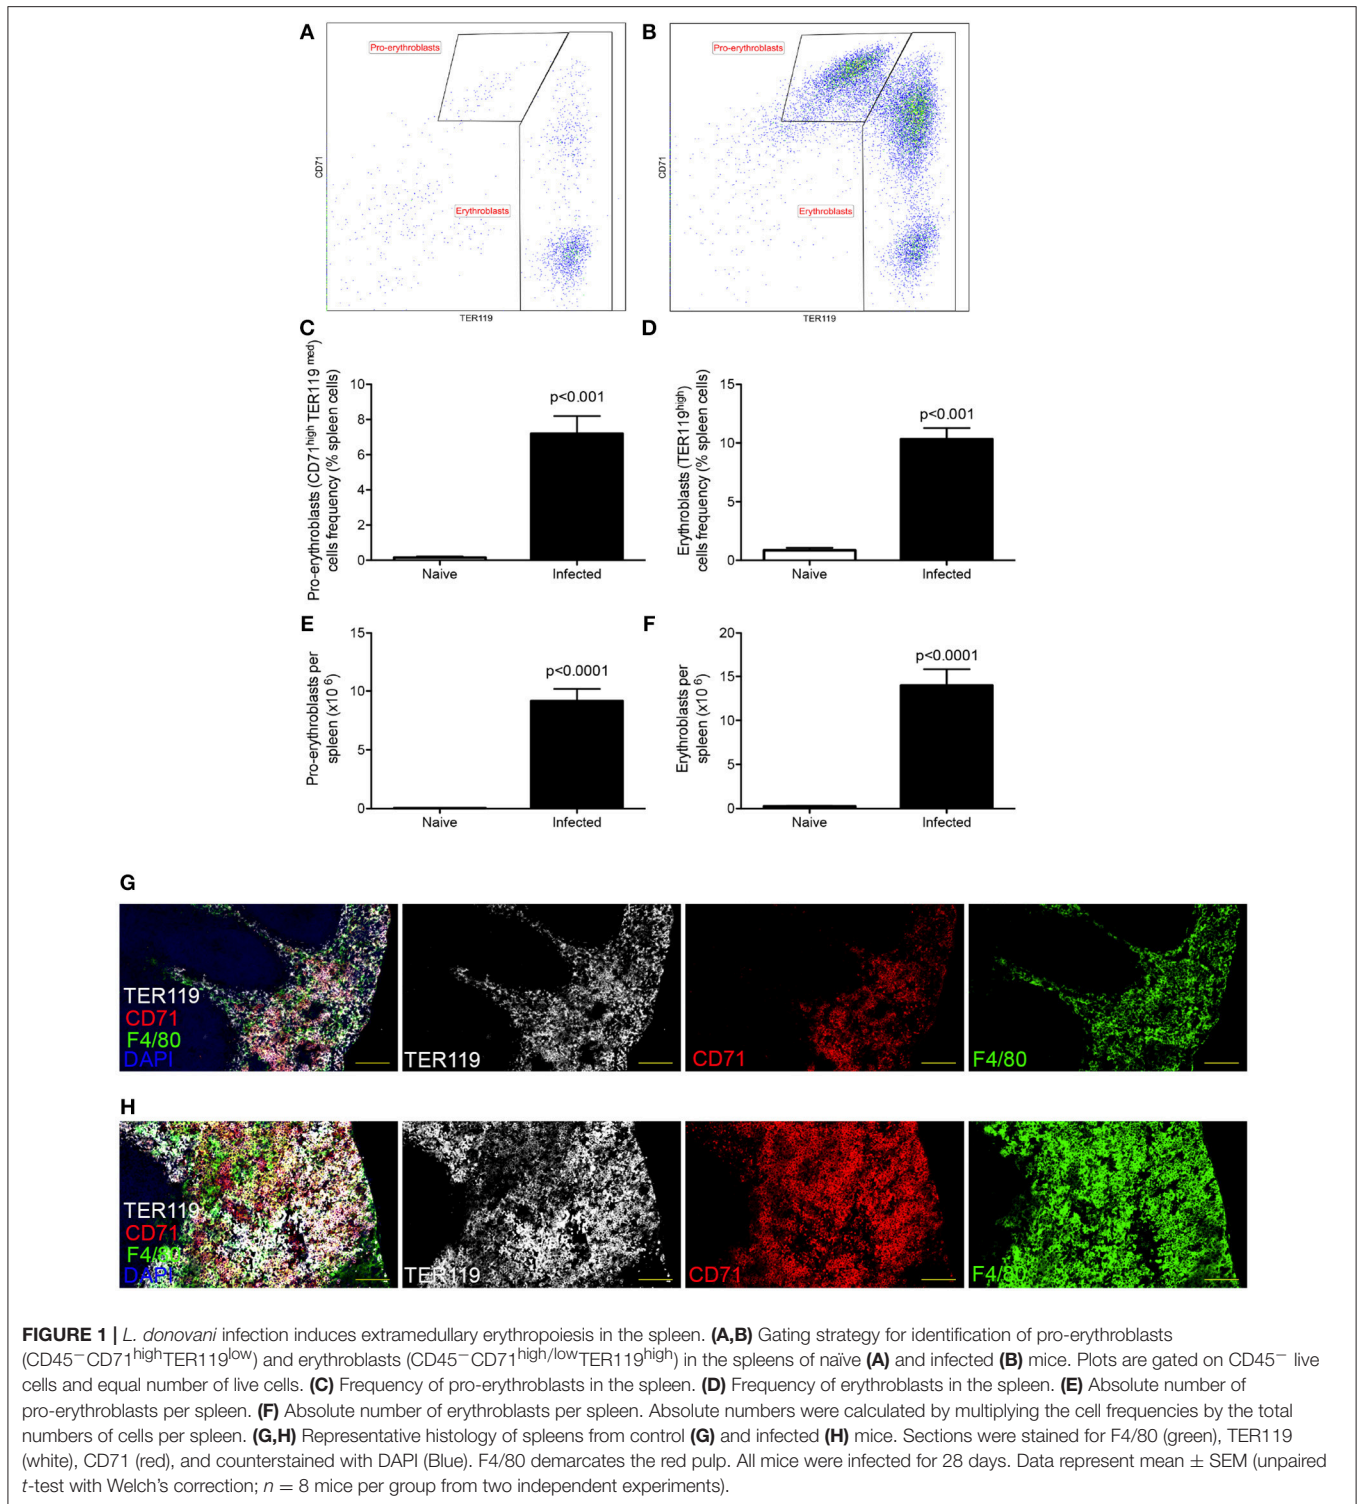 A
Pro-erythroblasts
CD71
Erythroblasts
TER119
B
Pro-erythroblasts
Erythroblasts
TER119
C
Pro-erythroblasts (CD71high TER119 med)
cells frequency (% spleen cells)
10
8
6
4
2
0
p<0.001
Naive Infected
D
Erythroblasts (TER119high)
cells frequency (% spleen cells)
15
10
5
0
p<0.001
Naive Infected
E
Pro-erythroblasts per
spleen (x10 6)
15
10
5
0
p<0.0001
Naive Infected
F
Erythroblasts per
spleen (x10 6)
20
15
10
5
0
p<0.0001
Naive Infected
G
TER119
CD71
F4/80
DAPI
TER119
CD71
F4/80
H
TER119
CD71
F4/80
DAPI
TER119
CD71
F4/80
FIGURE 1 | L. donovani infection induces extramedullary erythropoiesis in the spleen. (A,B) Gating strategy for identification of pro-erythroblasts
(CD45−CD71highTER119low) and erythroblasts (CD45−CD71high/lowTER119high) in the spleens of naïve (A) and infected (B) mice. Plots are gated on CD45− live
cells and equal number of live cells. (C) Frequency of pro-erythroblasts in the spleen. (D) Frequency of erythroblasts in the spleen. (E) Absolute number of
pro-erythroblasts per spleen. (F) Absolute number of erythroblasts per spleen. Absolute numbers were calculated by multiplying the cell frequencies by the total
numbers of cells per spleen. (G,H) Representative histology of spleens from control (G) and infected (H) mice. Sections were stained for F4/80 (green), TER119
(white), CD71 (red), and counterstained with DAPI (Blue). F4/80 demarcates the red pulp. All mice were infected for 28 days. Data represent mean ± SEM (unpaired
t-test with Welch's correction; n = 8 mice per group from two independent experiments).